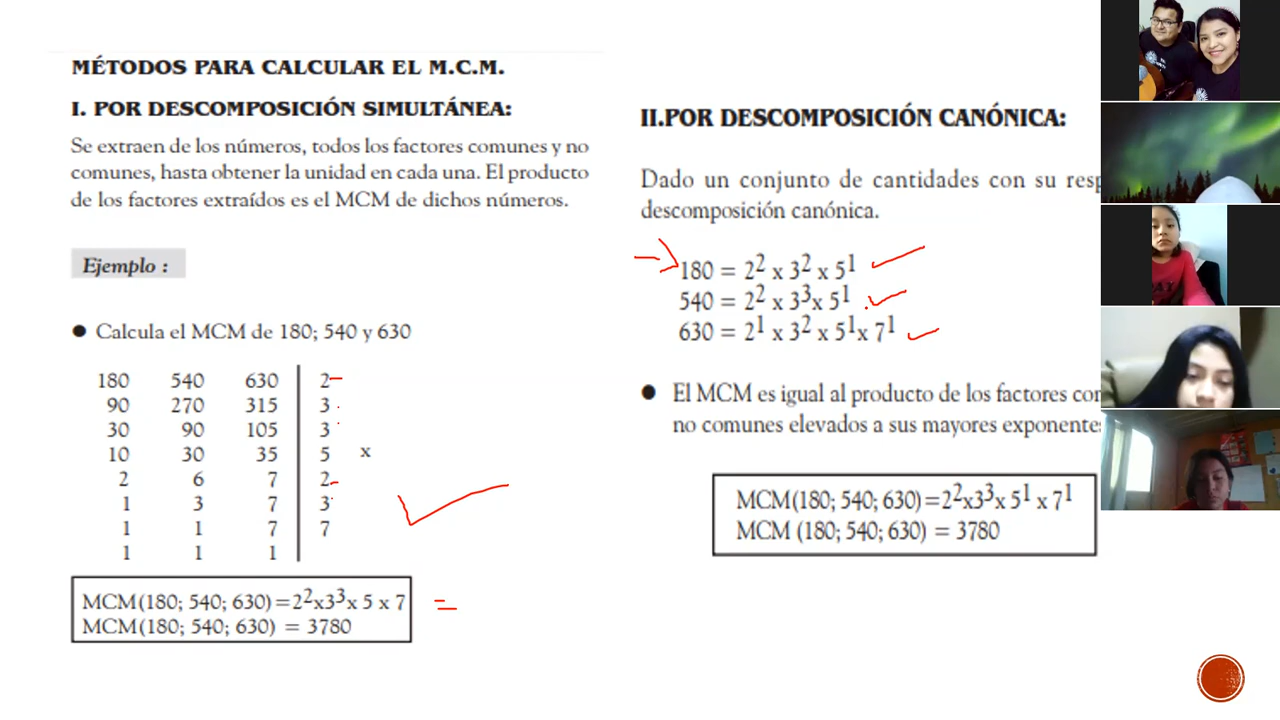 MÉTODOS PARA CALCULAR EL M.C.M.
I. POR DESCOMPOSICIÓN SIMULTÁNEA:
Se extraen de los números, todos los factores comunes y no
comunes, hasta obtener la unidad en cada una. El producto
de los factores extraídos es el MCM de dichos números.
Ejemplo :
● Calcula el MCM de 180; 540 y 630
180 540 630 | 2
90 270 315 | 3
30 90 105 | 3
10 30 35 | 5 x
2 6 7 | 2
1 3 7 | 3
1 1 7 | 7
1 1 1 |
MCM(180; 540; 630)=2²x3³x 5 x 7 =
MCM(180; 540; 630) = 3780
II.POR DESCOMPOSICIÓN CANÓNICA:
Dado un conjunto de cantidades con su resp
descomposición canónica.
180 = 2² x 3² x 5¹
540 = 2² x 3³x 5¹
630 = 2¹ x 3² x 5¹x 7¹
● El MCM es igual al producto de los factores co
no comunes elevados a sus mayores exponente
MCM(180; 540; 630)=2²x3³x 5¹ x 7¹
MCM (180; 540; 630) = 3780